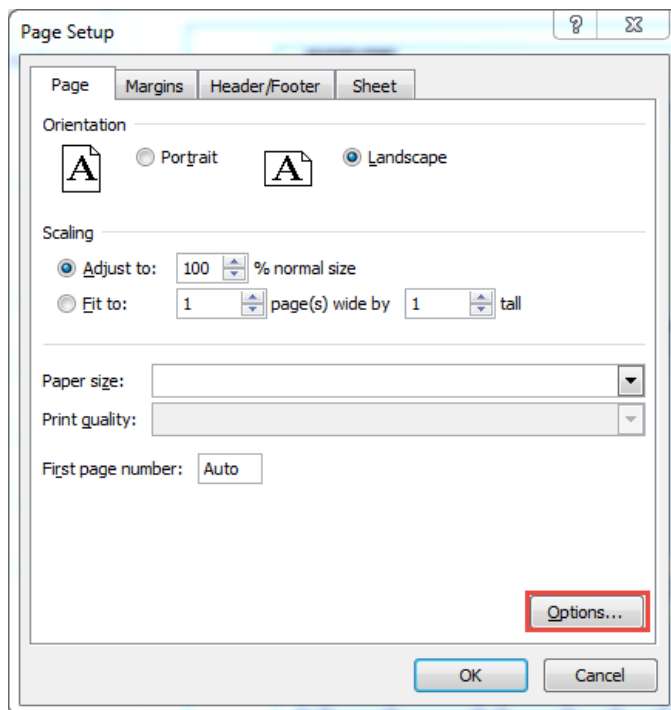 Page Setup
Page Margins Header/Footer Sheet
Orientation
A Portrait A Landscape
Scaling
Adjust to: 100 % normal size
Fit to: 1 page(s) wide by 1 tall
Paper size:
Print quality:
First page number: Auto
Options...
OK Cancel